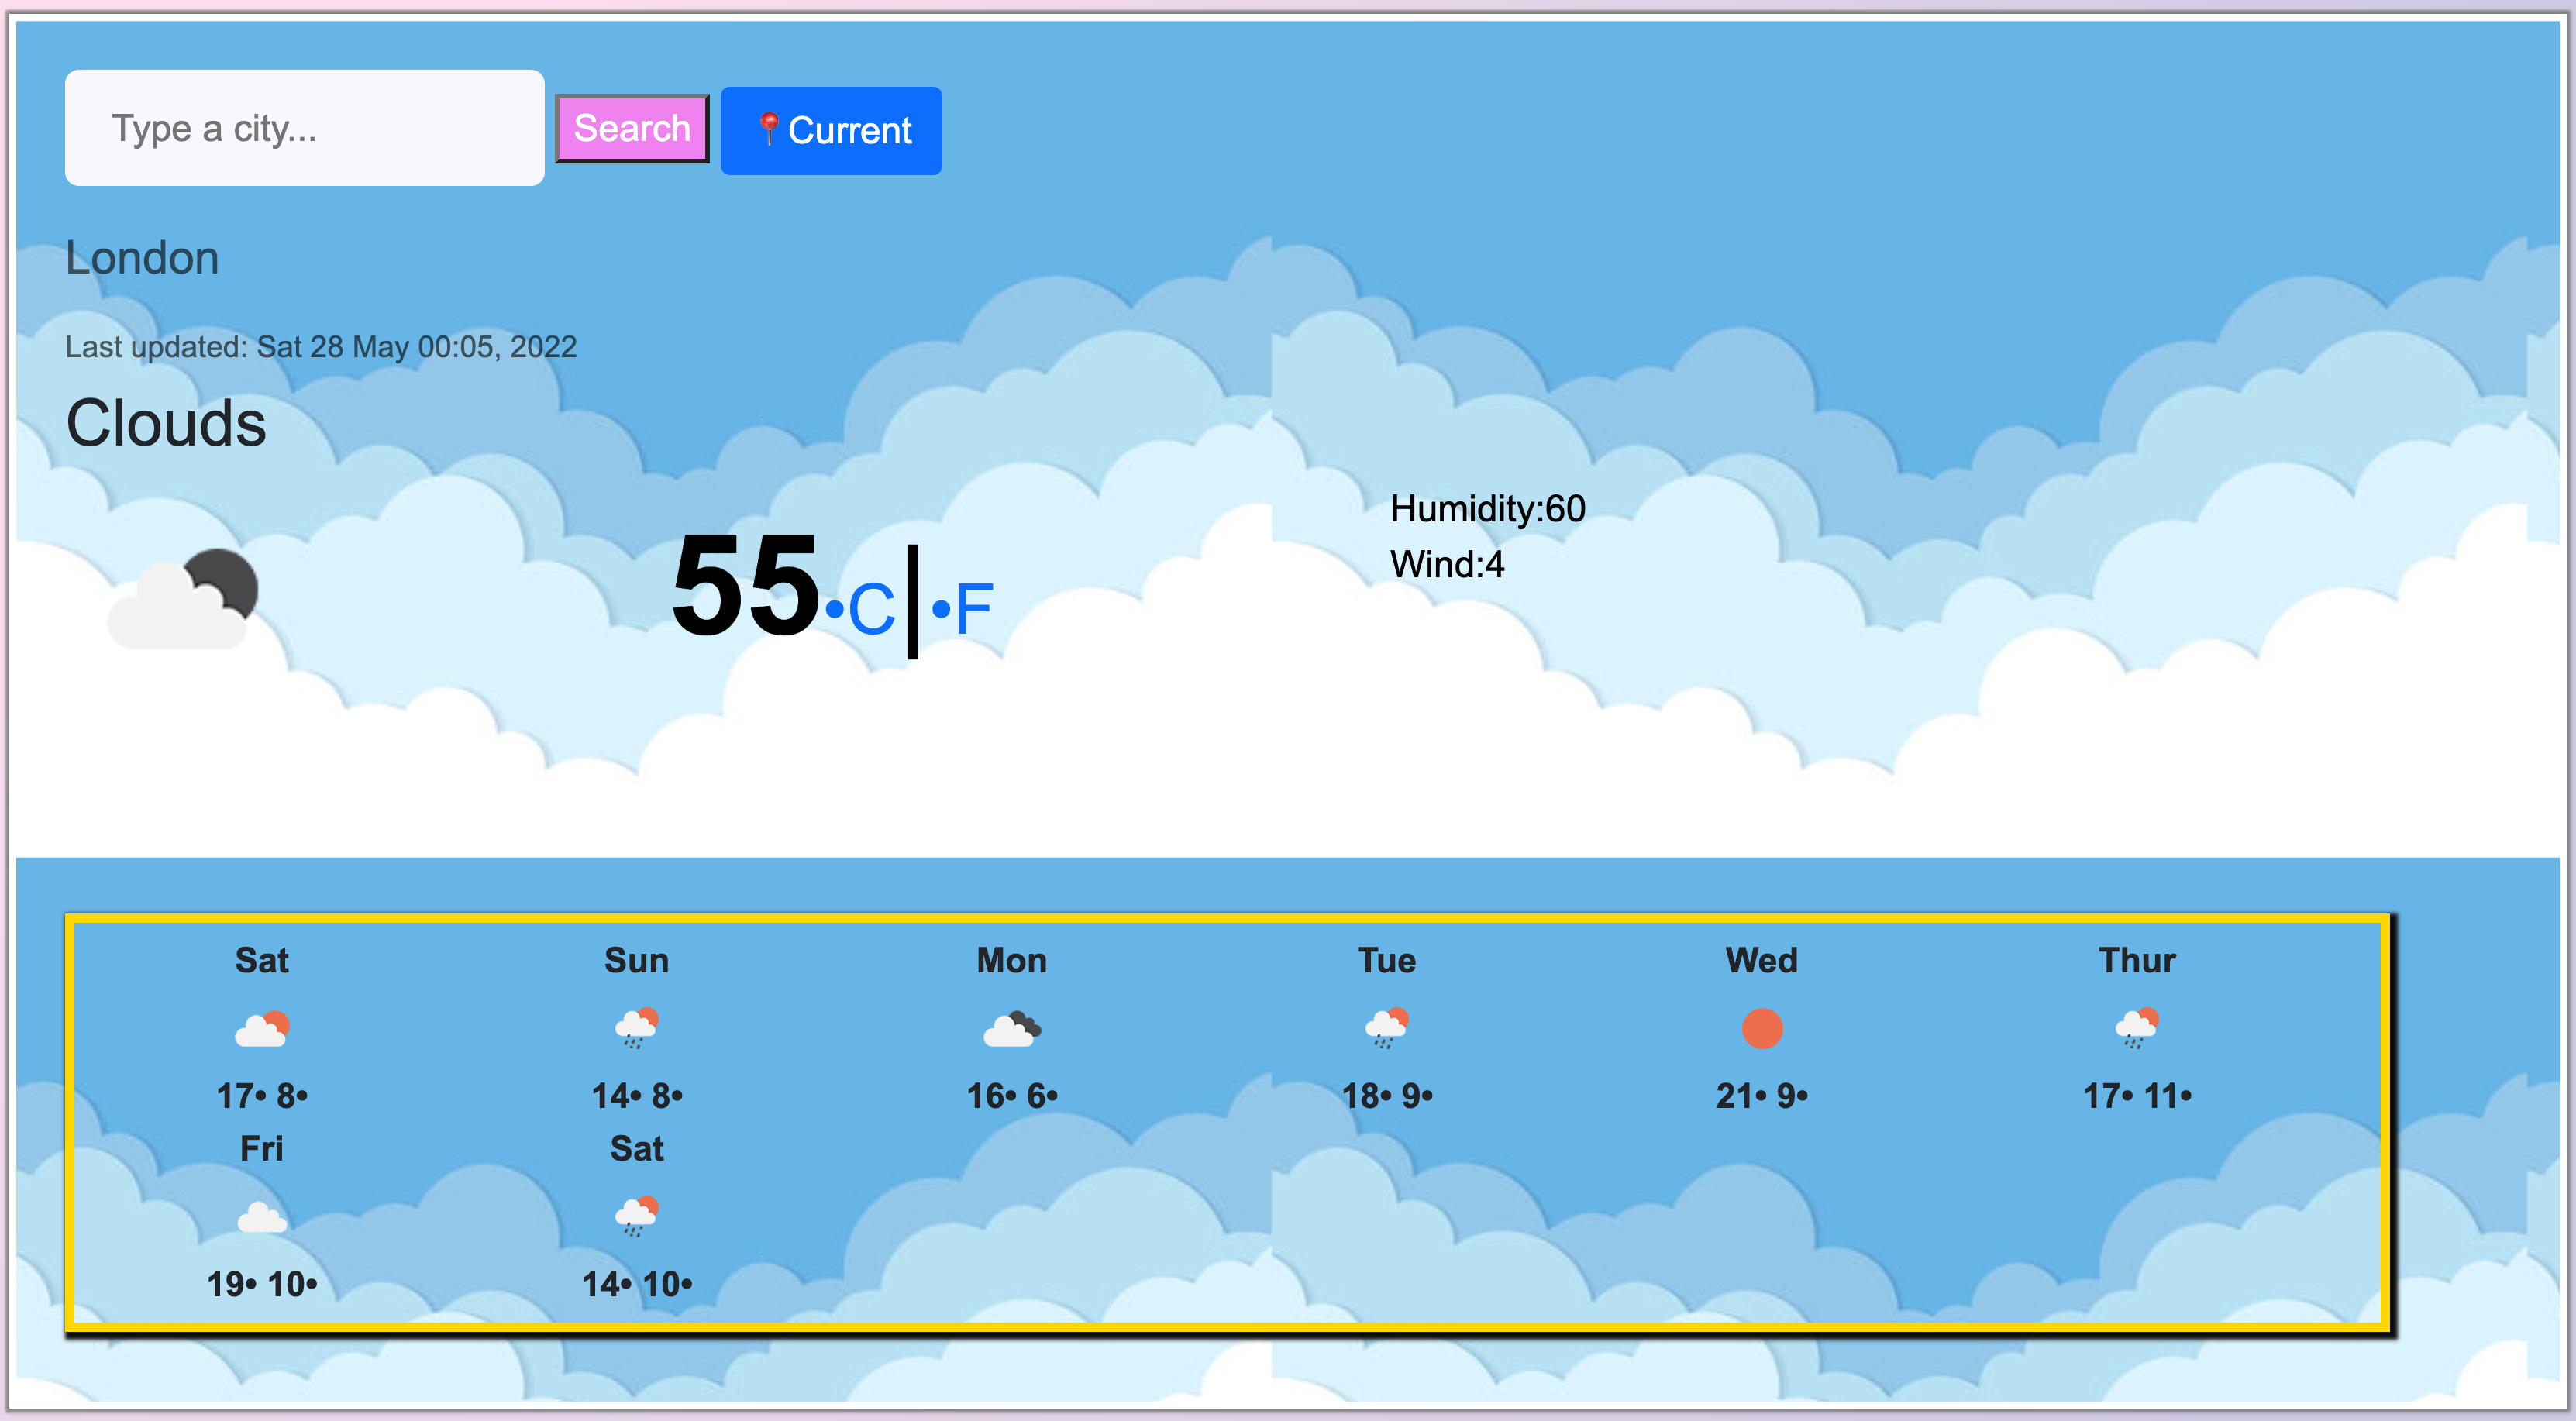 Type a city...
Search
📍Current
London
Last updated: Sat 28 May 00:05, 2022
Clouds
55•C|•F
Humidity:60
Wind:4
Sat Sun Mon Tue Wed Thur
17• 8• 14• 8• 16• 6• 18• 9• 21• 9• 17• 11•
Fri Sat
19• 10• 14• 10•